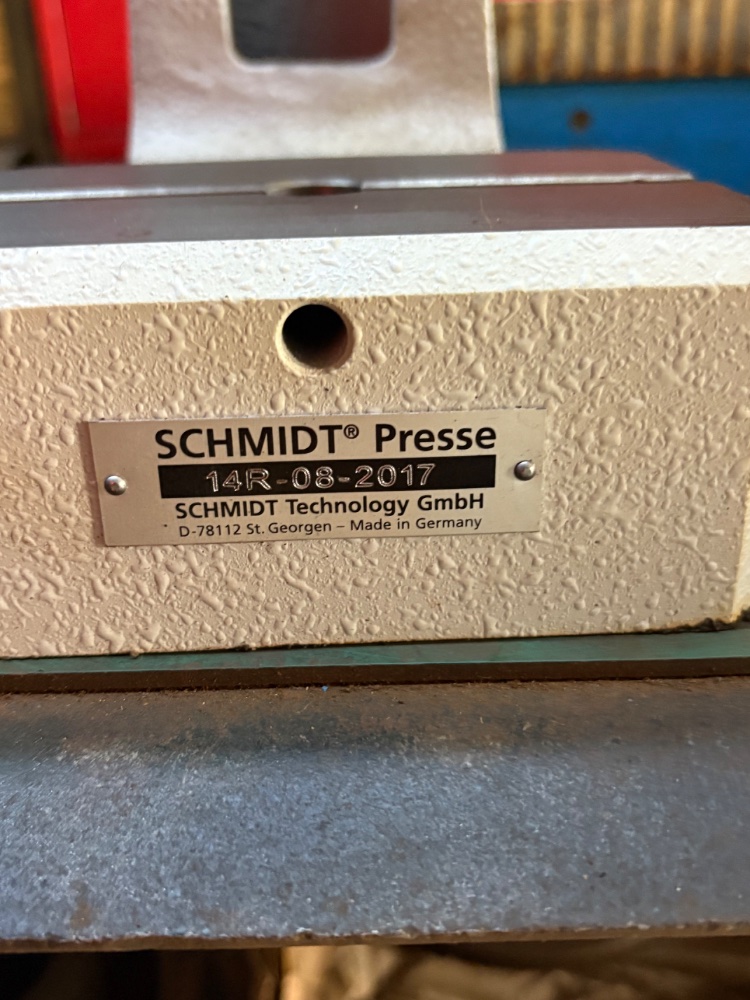 SCHMIDT® Presse
14R-08-2017
SCHMIDT Technology GmbH
D-78112 St. Georgen – Made in Germany